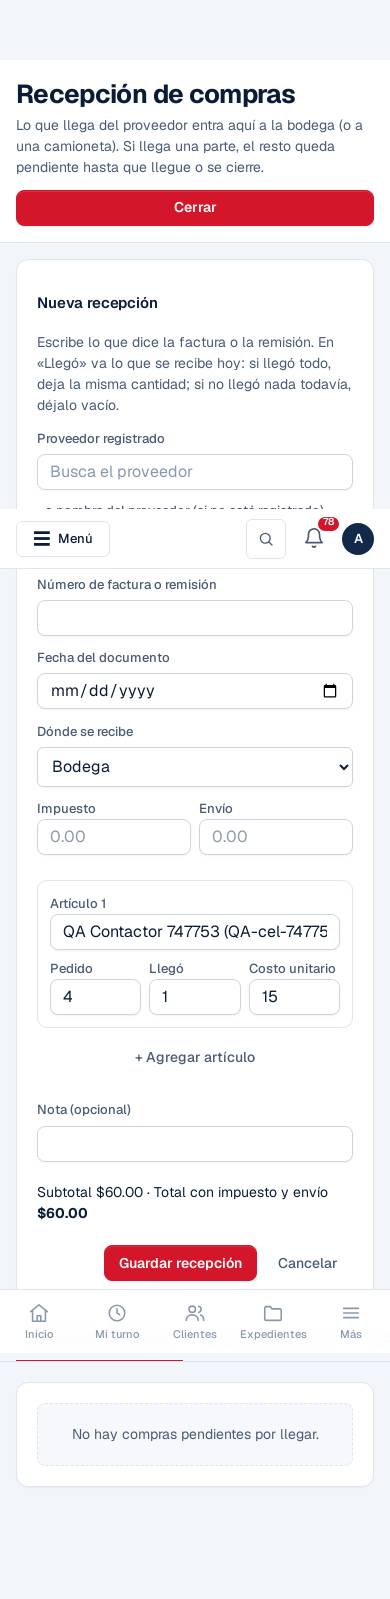 Recepción de compras
Lo que llega del proveedor entra aquí a la bodega (o a
una camioneta). Si llega una parte, el resto queda
pendiente hasta que llegue o se cierre.
Cerrar
Nueva recepción
Escribe lo que dice la factura o la remisión. En
«Llegó» va lo que se recibe hoy: si llegó todo,
deja la misma cantidad; si no llegó nada todavía,
déjalo vacío.
Proveedor registrado
Busca el proveedor
Menú
78
A
Número de factura o remisión
mm/dd/yyyy
Fecha del documento
Dónde se recibe
Bodega
Impuesto Envío
0.00 0.00
Artículo 1
QA Contactor 747753 (QA-cel-74775
Pedido Llegó Costo unitario
4 1 15
+ Agregar artículo
Nota (opcional)
Subtotal $60.00 · Total con impuesto y envío
$60.00
Guardar recepción Cancelar
Inicio Mi turno Clientes Expedientes Más
No hay compras pendientes por llegar.